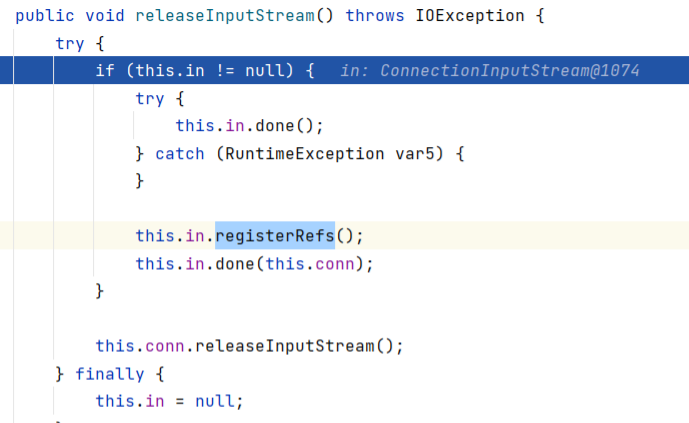 public void releaseInputStream() throws IOException {
try {
if (this.in != null) {   in: ConnectionInputStream@1074
try {
this.in.done();
} catch (RuntimeException var5) {
}
this.in.registerRefs();
this.in.done(this.conn);
}
this.conn.releaseInputStream();
} finally {
this.in = null;